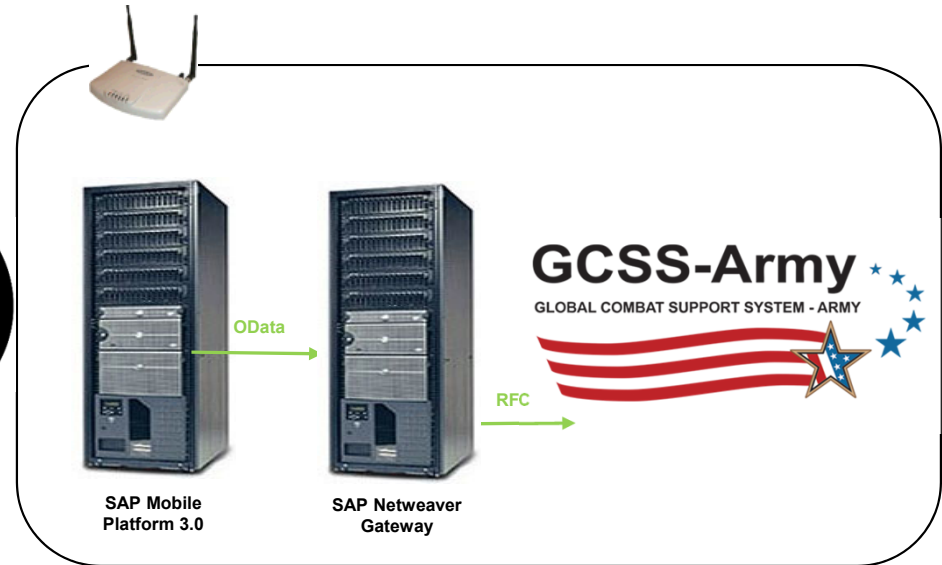 GCSS-Army
GLOBAL COMBAT SUPPORT SYSTEM - ARMY
OData
RFC
SAP Mobile
Platform 3.0
SAP Netweaver
Gateway